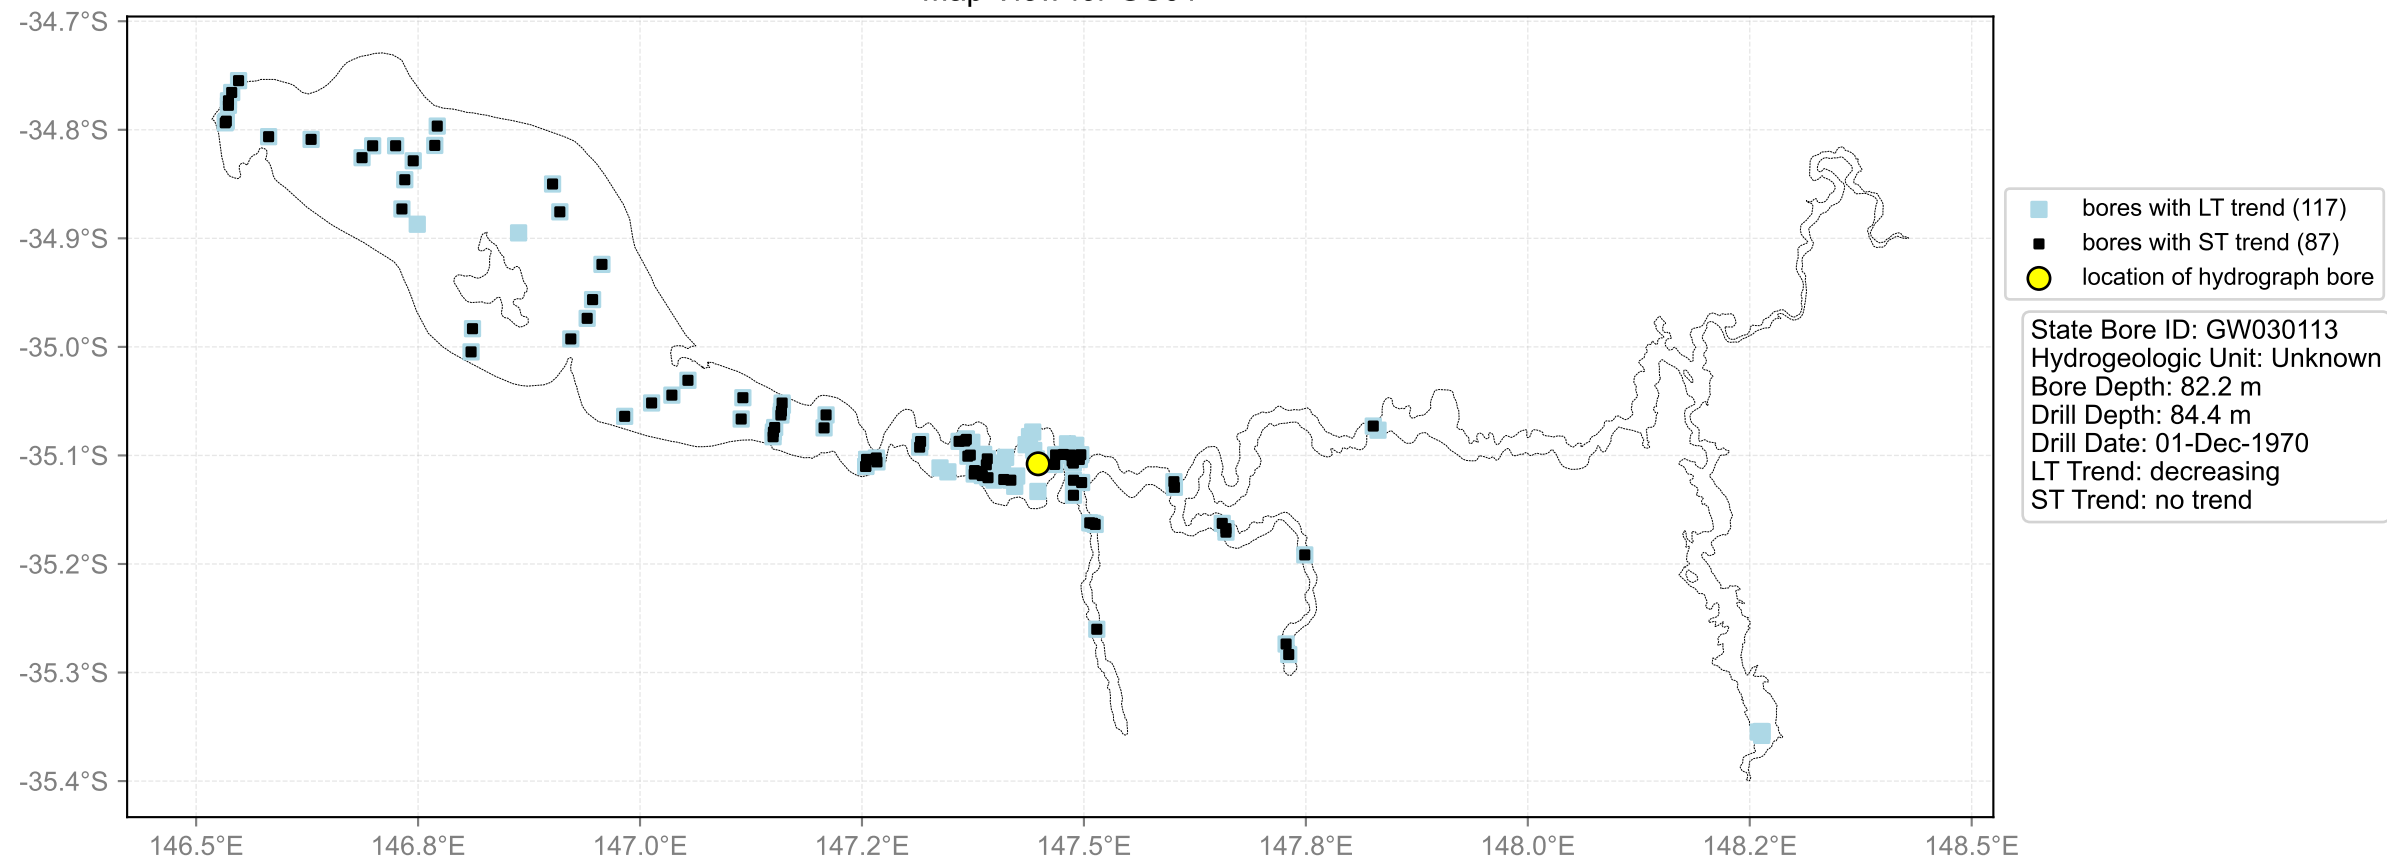 -34.7°S
-34.8°S
-34.9°S
-35.0°S
-35.1°S
-35.2°S
-35.3°S
-35.4°S
146.5°E 146.8°E 147.0°E 147.2°E 147.5°E 147.8°E 148.0°E 148.2°E 148.5°E
bores with LT trend (117)
bores with ST trend (87)
location of hydrograph bore
State Bore ID: GW030113
Hydrogeologic Unit: Unknown
Bore Depth: 82.2 m
Drill Depth: 84.4 m
Drill Date: 01-Dec-1970
LT Trend: decreasing
ST Trend: no trend